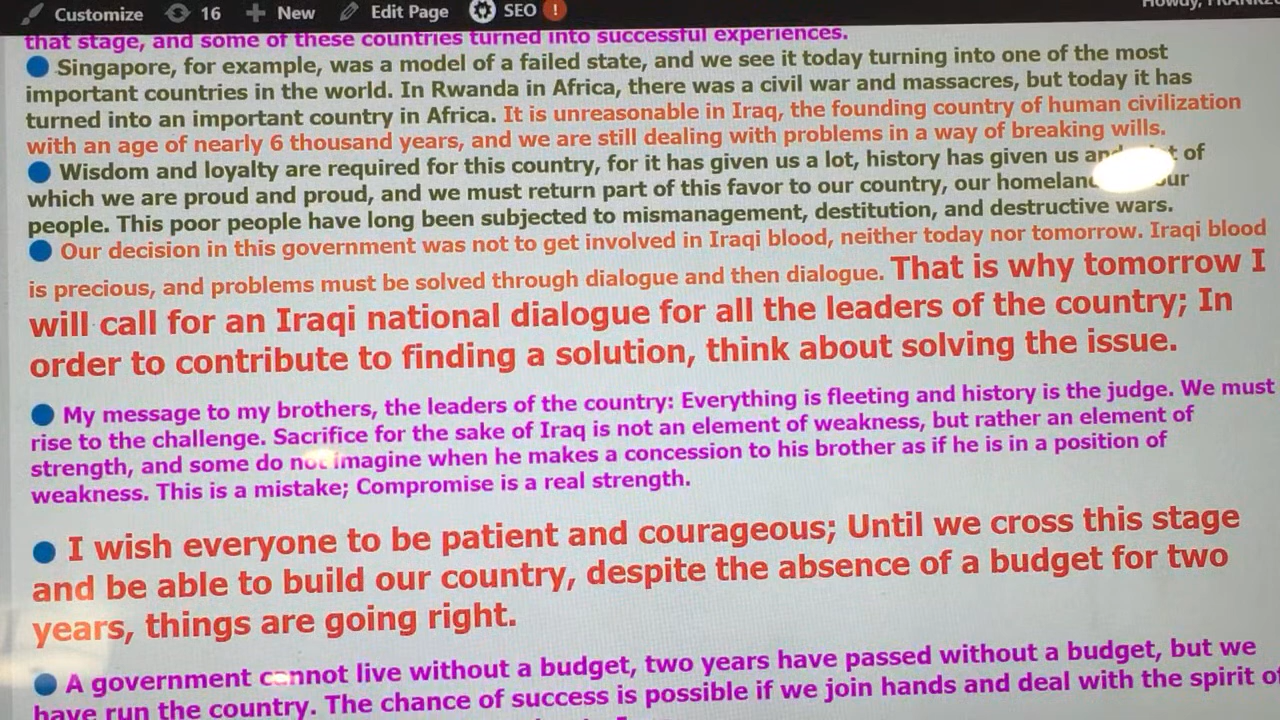 Customize 16 New Edit Page SEO !
that stage, and some of these countries turned into successful experiences.
Singapore, for example, was a model of a failed state, and we see it today turning into one of the most
important countries in the world. In Rwanda in Africa, there was a civil war and massacres, but today it has
turned into an important country in Africa. It is unreasonable in Iraq, the founding country of human civilization
with an age of nearly 6 thousand years, and we are still dealing with problems in a way of breaking wills.
Wisdom and loyalty are required for this country, for it has given us a lot, history has given us of
which we are proud and proud, and we must return part of this favor to our country, our
people. This poor people have long been subjected to mismanagement, destitution, and destructive wars.
Our decision in this government was not to get involved in Iraqi blood, neither today nor tomorrow. Iraqi blood
is precious, and problems must be solved through dialogue and then dialogue. That is why tomorrow I
will call for an Iraqi national dialogue for all the leaders of the country; In
order to contribute to finding a solution, think about solving the issue.
My message to my brothers, the leaders of the country: Everything is fleeting and history is the judge. We must
rise to the challenge. Sacrifice for the sake of Iraq is not an element of weakness, but rather an element of
strength, and some do not imagine when he makes a concession to his brother as if he is in a position of
weakness. This is a mistake; Compromise is a real strength.
I wish everyone to be patient and courageous; Until we cross this stage
and be able to build our country, despite the absence of a budget for two
years, things are going right.
A government cannot live without a budget, two years have passed without a budget, but we
have run the country. The chance of success is possible if we join hands and deal with the spirit of